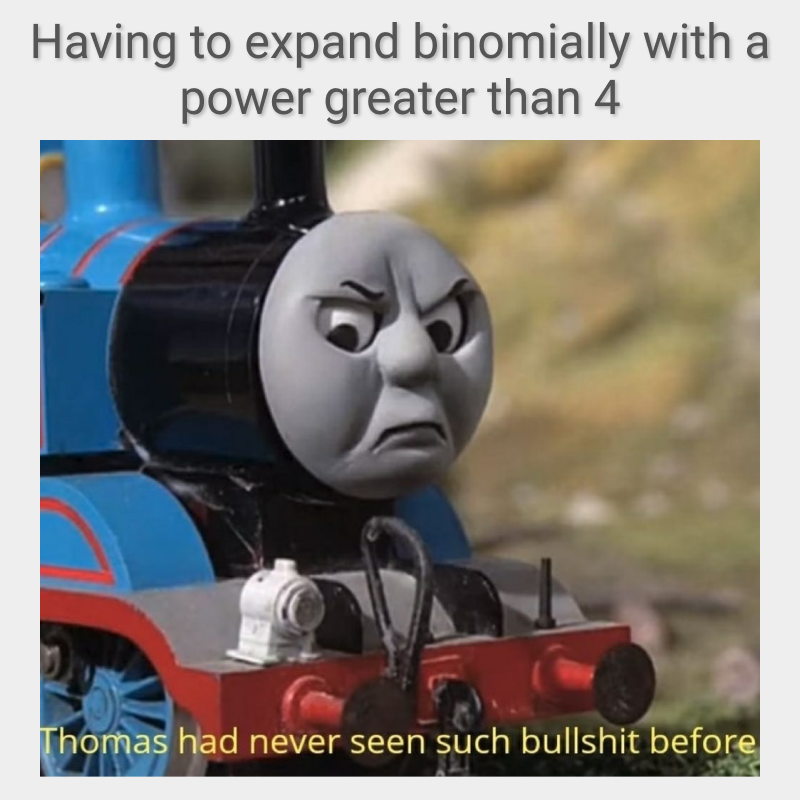 Having to expand binomially with a
power greater than 4
Thomas had never seen such bullshit before